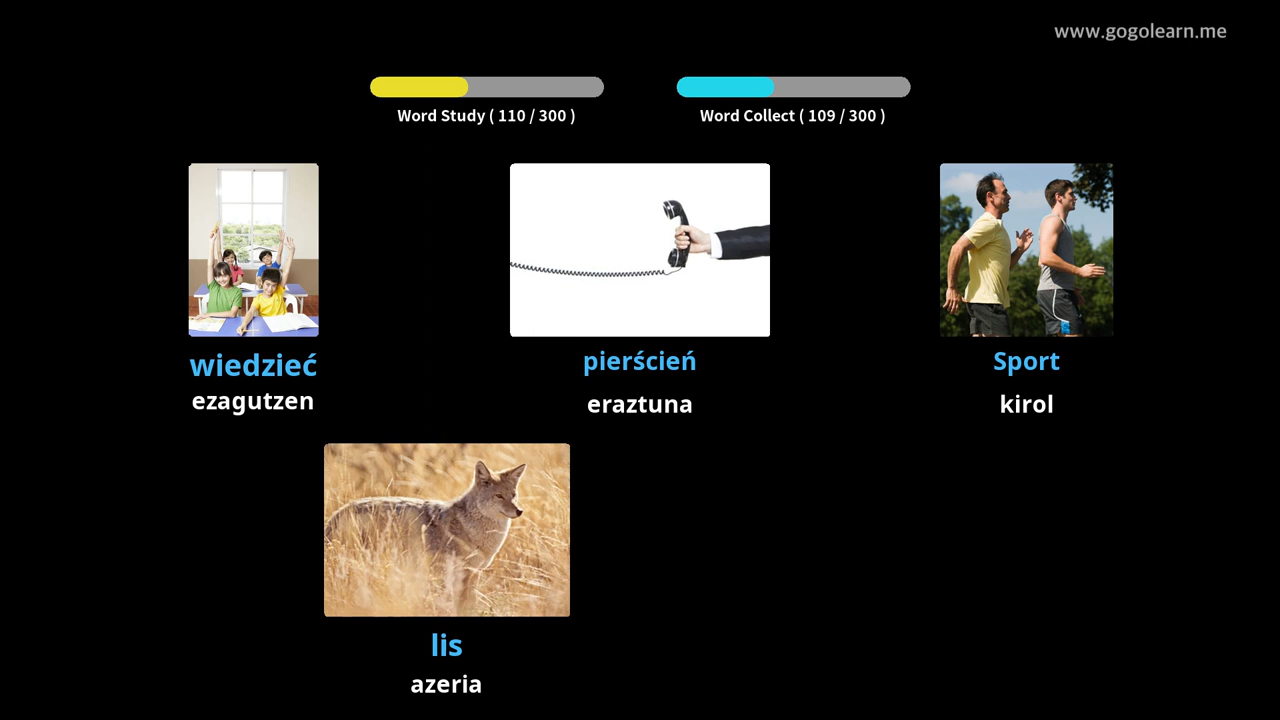 www.gogolearn.me
Word Study ( 110 / 300 )
Word Collect ( 109 / 300 )
wiedzieć
ezagutzen
pierścień
eraztuna
Sport
kirol
lis
azeria